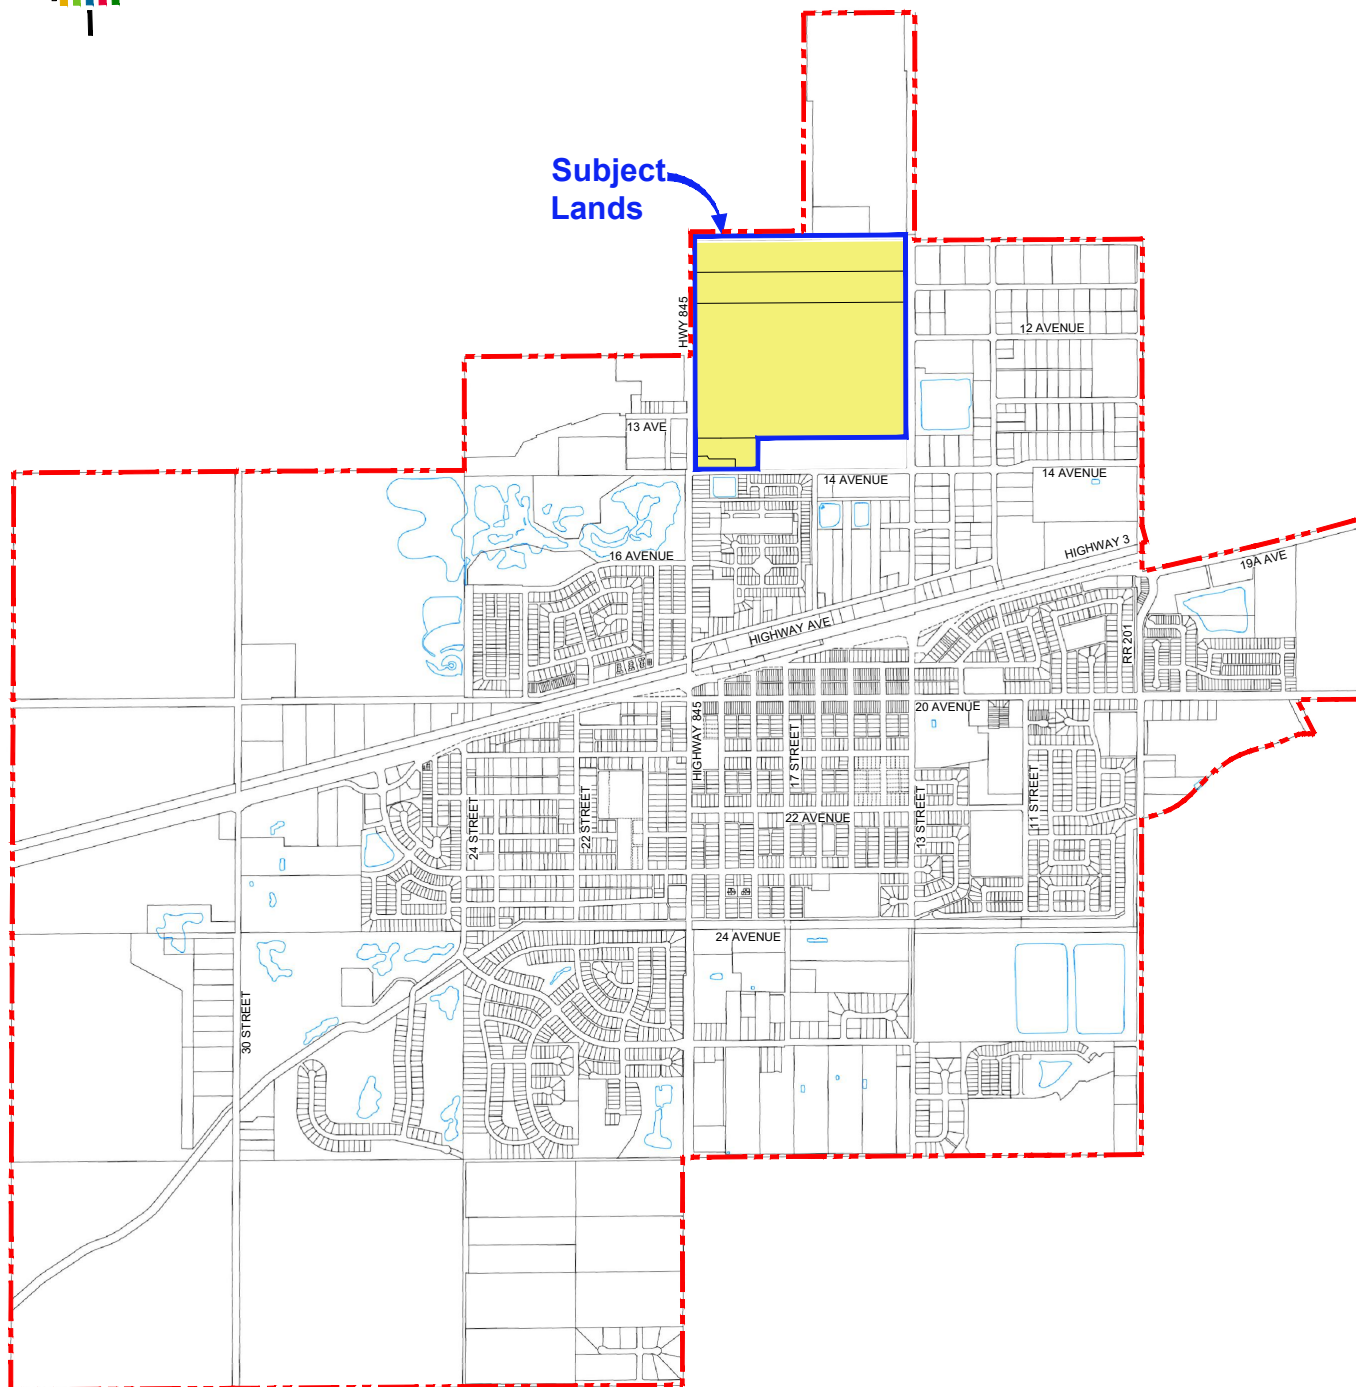 Subject
Lands
HWY 845
12 AVENUE
13 AVE
14 AVENUE
14 AVENUE
16 AVENUE
HIGHWAY 3
19A AVE
HIGHWAY AVE
RR 201
20 AVENUE
HIGHWAY 845
17 STREET
24 STREET
22 STREET
22 AVENUE
13 STREET
11 STREET
24 AVENUE
30 STREET